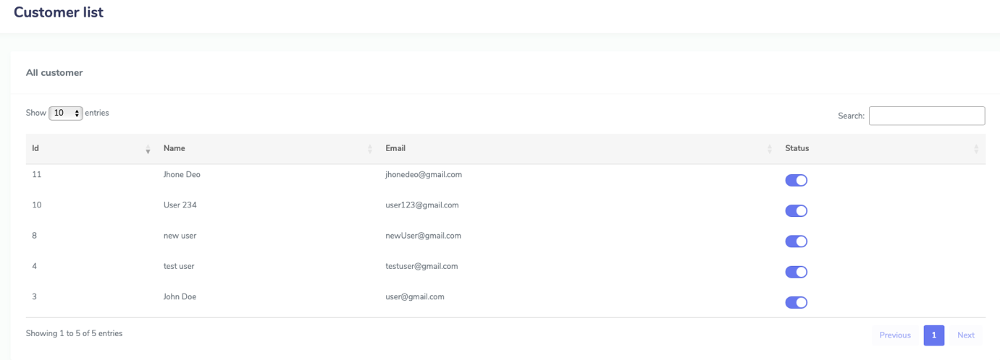 Customer list
All customer
Show 10 entries
Search:
Id Name Email Status
11 Jhone Deo jhonedeo@gmail.com
10 User 234 user123@gmail.com
8 new user newUser@gmail.com
4 test user testuser@gmail.com
3 John Doe user@gmail.com
Showing 1 to 5 of 5 entries
Previous 1 Next